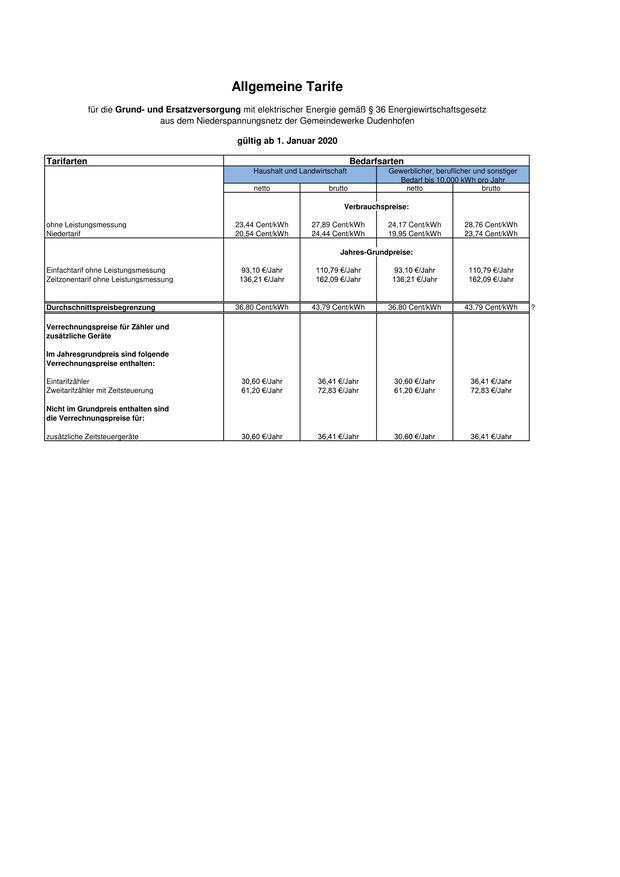 Allgemeine Tarife
für die Grund- und Ersatzversorgung mit elektrischer Energie gemäß § 36 Energiewirtschaftsgesetz
aus dem Niederspannungsnetz der Gemeindewerke Dudenhofen
gültig ab 1. Januar 2020
Tarifarten Bedarfsarten
Haushalt und Landwirtschaft Gewerblicher, beruflicher und sonstiger
Bedarf bis 10.000 kWh pro Jahr
netto brutto netto brutto
Verbrauchspreise:
ohne Leistungsmessung 23,44 Cent/kWh 27,89 Cent/kWh 24,17 Cent/kWh 28,76 Cent/kWh
Niedertarif 20,54 Cent/kWh 24,44 Cent/kWh 19,95 Cent/kWh 23,74 Cent/kWh
Jahres-Grundpreise:
Einfachtarif ohne Leistungsmessung 93,10 €/Jahr 110,79 €/Jahr 93,10 €/Jahr 110,79 €/Jahr
Zeitzonentarif ohne Leistungsmessung 136,21 €/Jahr 162,09 €/Jahr 136,21 €/Jahr 162,09 €/Jahr
Durchschnittspreisbegrenzung 36,80 Cent/kWh 43,79 Cent/kWh 36,80 Cent/kWh 43,79 Cent/kWh ?
Verrechnungspreise für Zähler und
zusätzliche Geräte
Im Jahresgrundpreis sind folgende
Verrechnungspreise enthalten:
Eintarifzähler 30,60 €/Jahr 36,41 €/Jahr 30,60 €/Jahr 36,41 €/Jahr
Zweitarifzähler mit Zeitsteuerung 61,20 €/Jahr 72,83 €/Jahr 61,20 €/Jahr 72,83 €/Jahr
Nicht im Grundpreis enthalten sind
die Verrechnungspreise für:
zusätzliche Zeitsteuergeräte 30,60 €/Jahr 36,41 €/Jahr 30,60 €/Jahr 36,41 €/Jahr